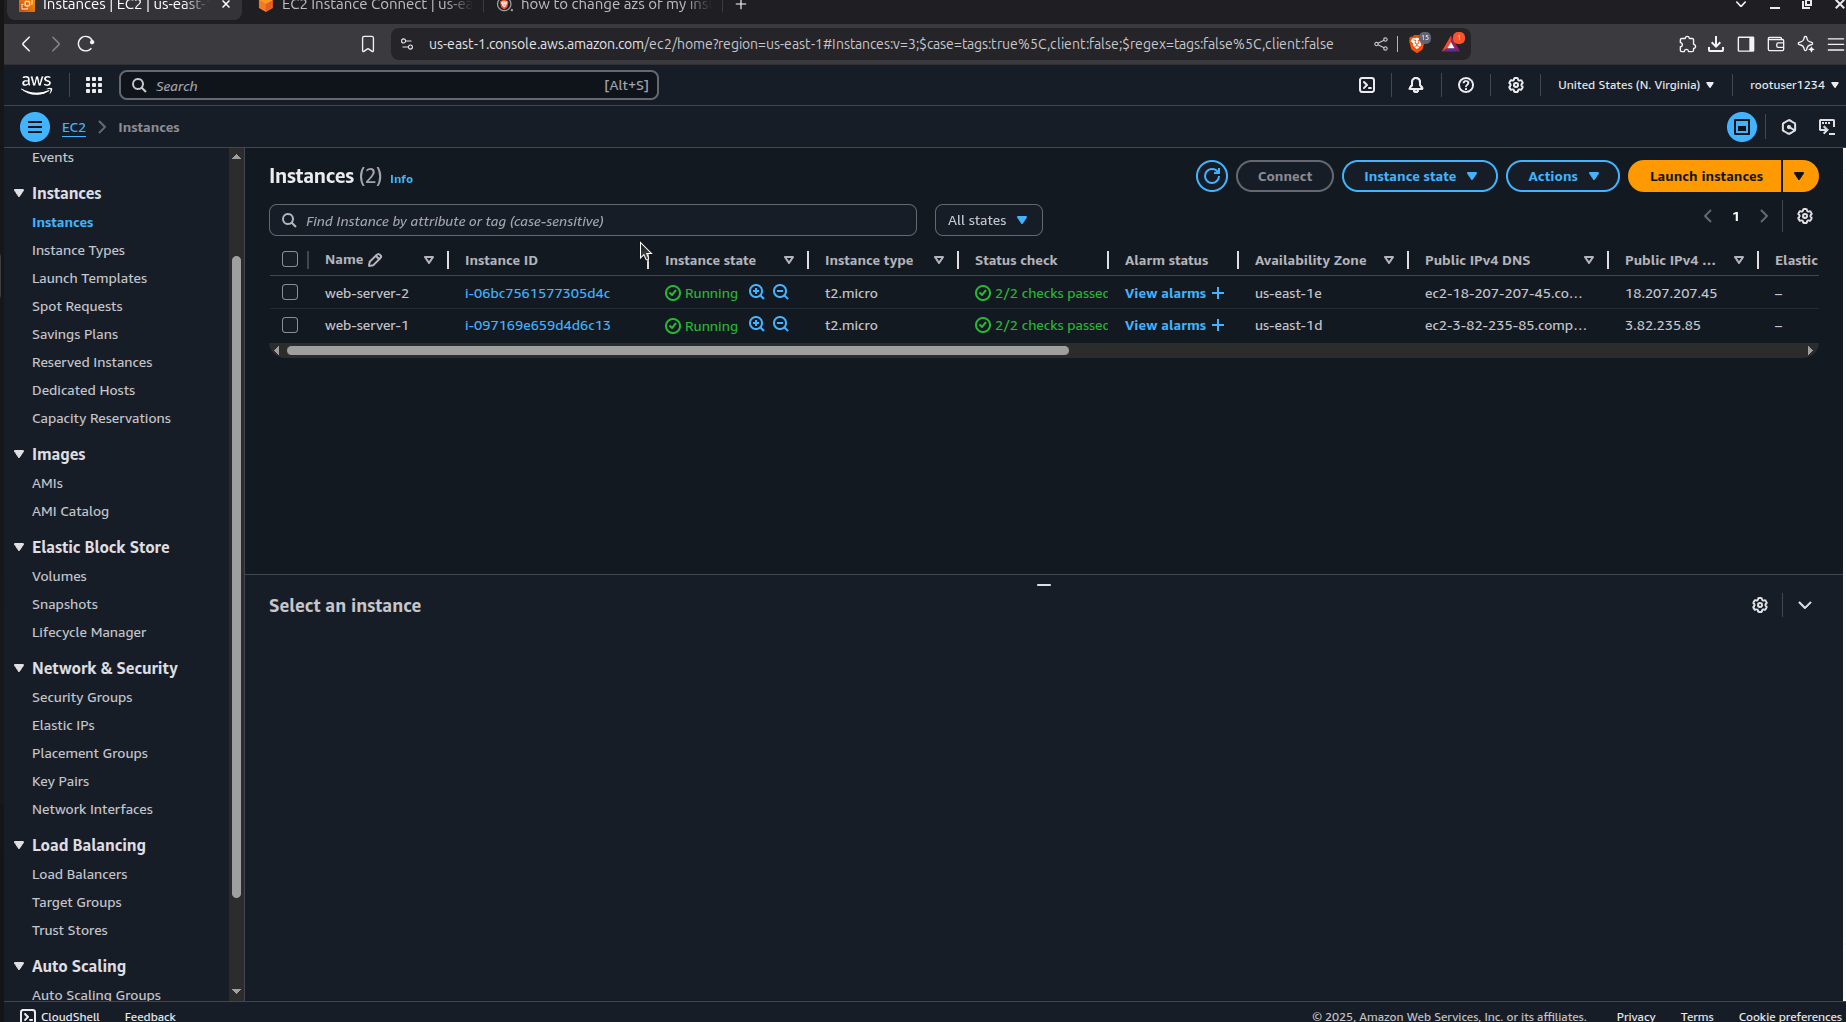 Instances | EC2 | us-east-
EC2 Instance Connect | us-ea
how to change azs of my ins
us-east-1.console.aws.amazon.com/ec2/home?region=us-east-1#Instances:v=3;$case=tags:true%5C,client:false;$regex=tags:false%5C,client:false
15
1
aws
Search
[Alt+S]
United States (N. Virginia)
rootuser1234
EC2
Instances
Events
Instances
Instances
Instance Types
Launch Templates
Spot Requests
Savings Plans
Reserved Instances
Dedicated Hosts
Capacity Reservations
Images
AMIs
AMI Catalog
Elastic Block Store
Volumes
Snapshots
Lifecycle Manager
Network & Security
Security Groups
Elastic IPs
Placement Groups
Key Pairs
Network Interfaces
Load Balancing
Load Balancers
Target Groups
Trust Stores
Auto Scaling
Auto Scaling Groups
Instances (2) Info
Connect
Instance state
Actions
Launch instances
Find Instance by attribute or tag (case-sensitive)
All states
1
Name Instance ID Instance state Instance type Status check Alarm status Availability Zone Public IPv4 DNS Public IPv4 ... Elastic
web-server-2 i-06bc7561577305d4c Running t2.micro 2/2 checks passec View alarms + us-east-1e ec2-18-207-207-45.co... 18.207.207.45 –
web-server-1 i-097169e659d4d6c13 Running t2.micro 2/2 checks passec View alarms + us-east-1d ec2-3-82-235-85.comp... 3.82.235.85 –
Select an instance
CloudShell
Feedback
© 2025, Amazon Web Services, Inc. or its affiliates.
Privacy
Terms
Cookie preferences